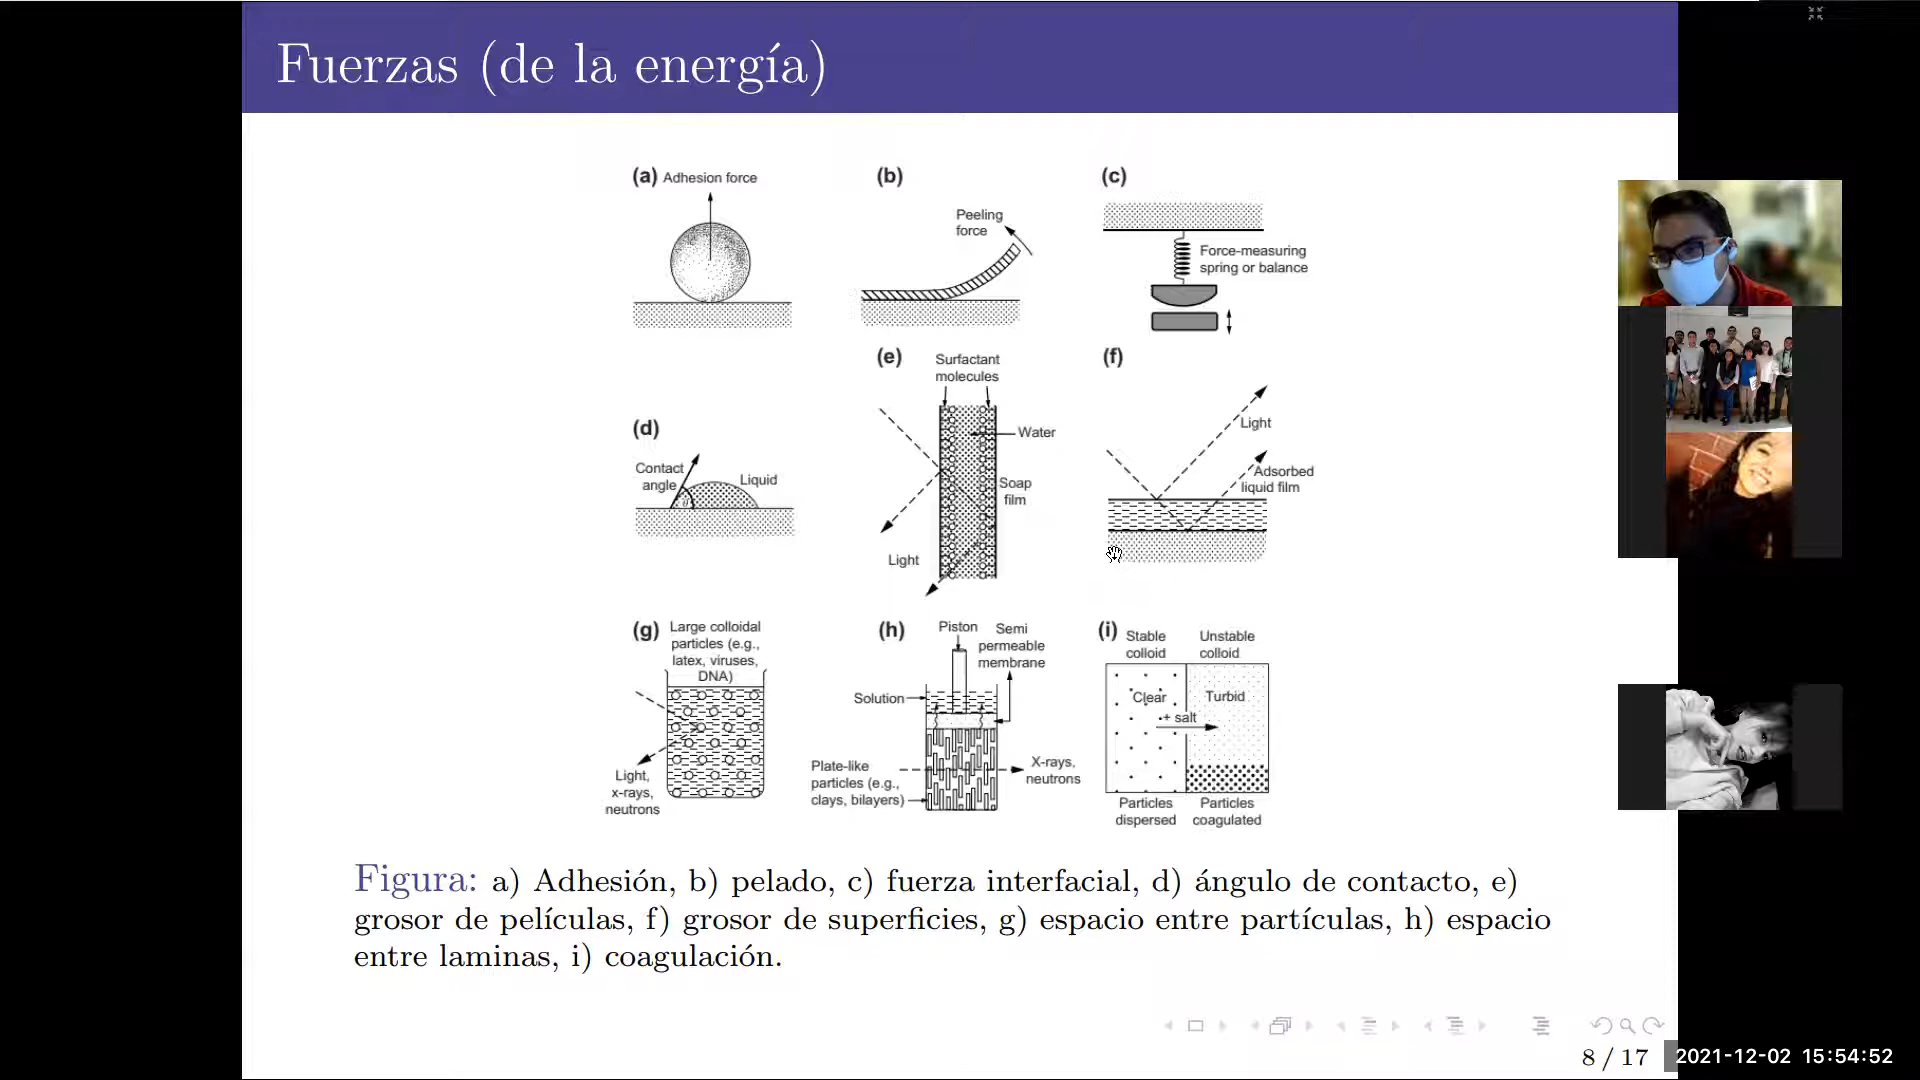 Fuerzas (de la energía)
(a) Adhesion force
(b)
Peeling
force
(c)
Force-measuring
spring or balance
(d)
Contact
angle
θ
Liquid
(e)
Surfactant
molecules
Water
Soap
film
Light
(f)
Light
Adsorbed
liquid film
(g) Large colloidal
particles (e.g.,
latex, viruses,
DNA)
Light,
x-rays,
neutrons
(h)
Piston
Semi
permeable
membrane
Solution
Plate-like
particles (e.g.,
clays, bilayers)
X-rays,
neutrons
(i)
Stable
colloid
Unstable
colloid
Clear
Turbid
+ salt
Particles
dispersed
Particles
coagulated
Figura: a) Adhesión, b) pelado, c) fuerza interfacial, d) ángulo de contacto, e)
grosor de películas, f) grosor de superficies, g) espacio entre partículas, h) espacio
entre laminas, i) coagulación.
8 / 17
2021-12-02 15:54:52